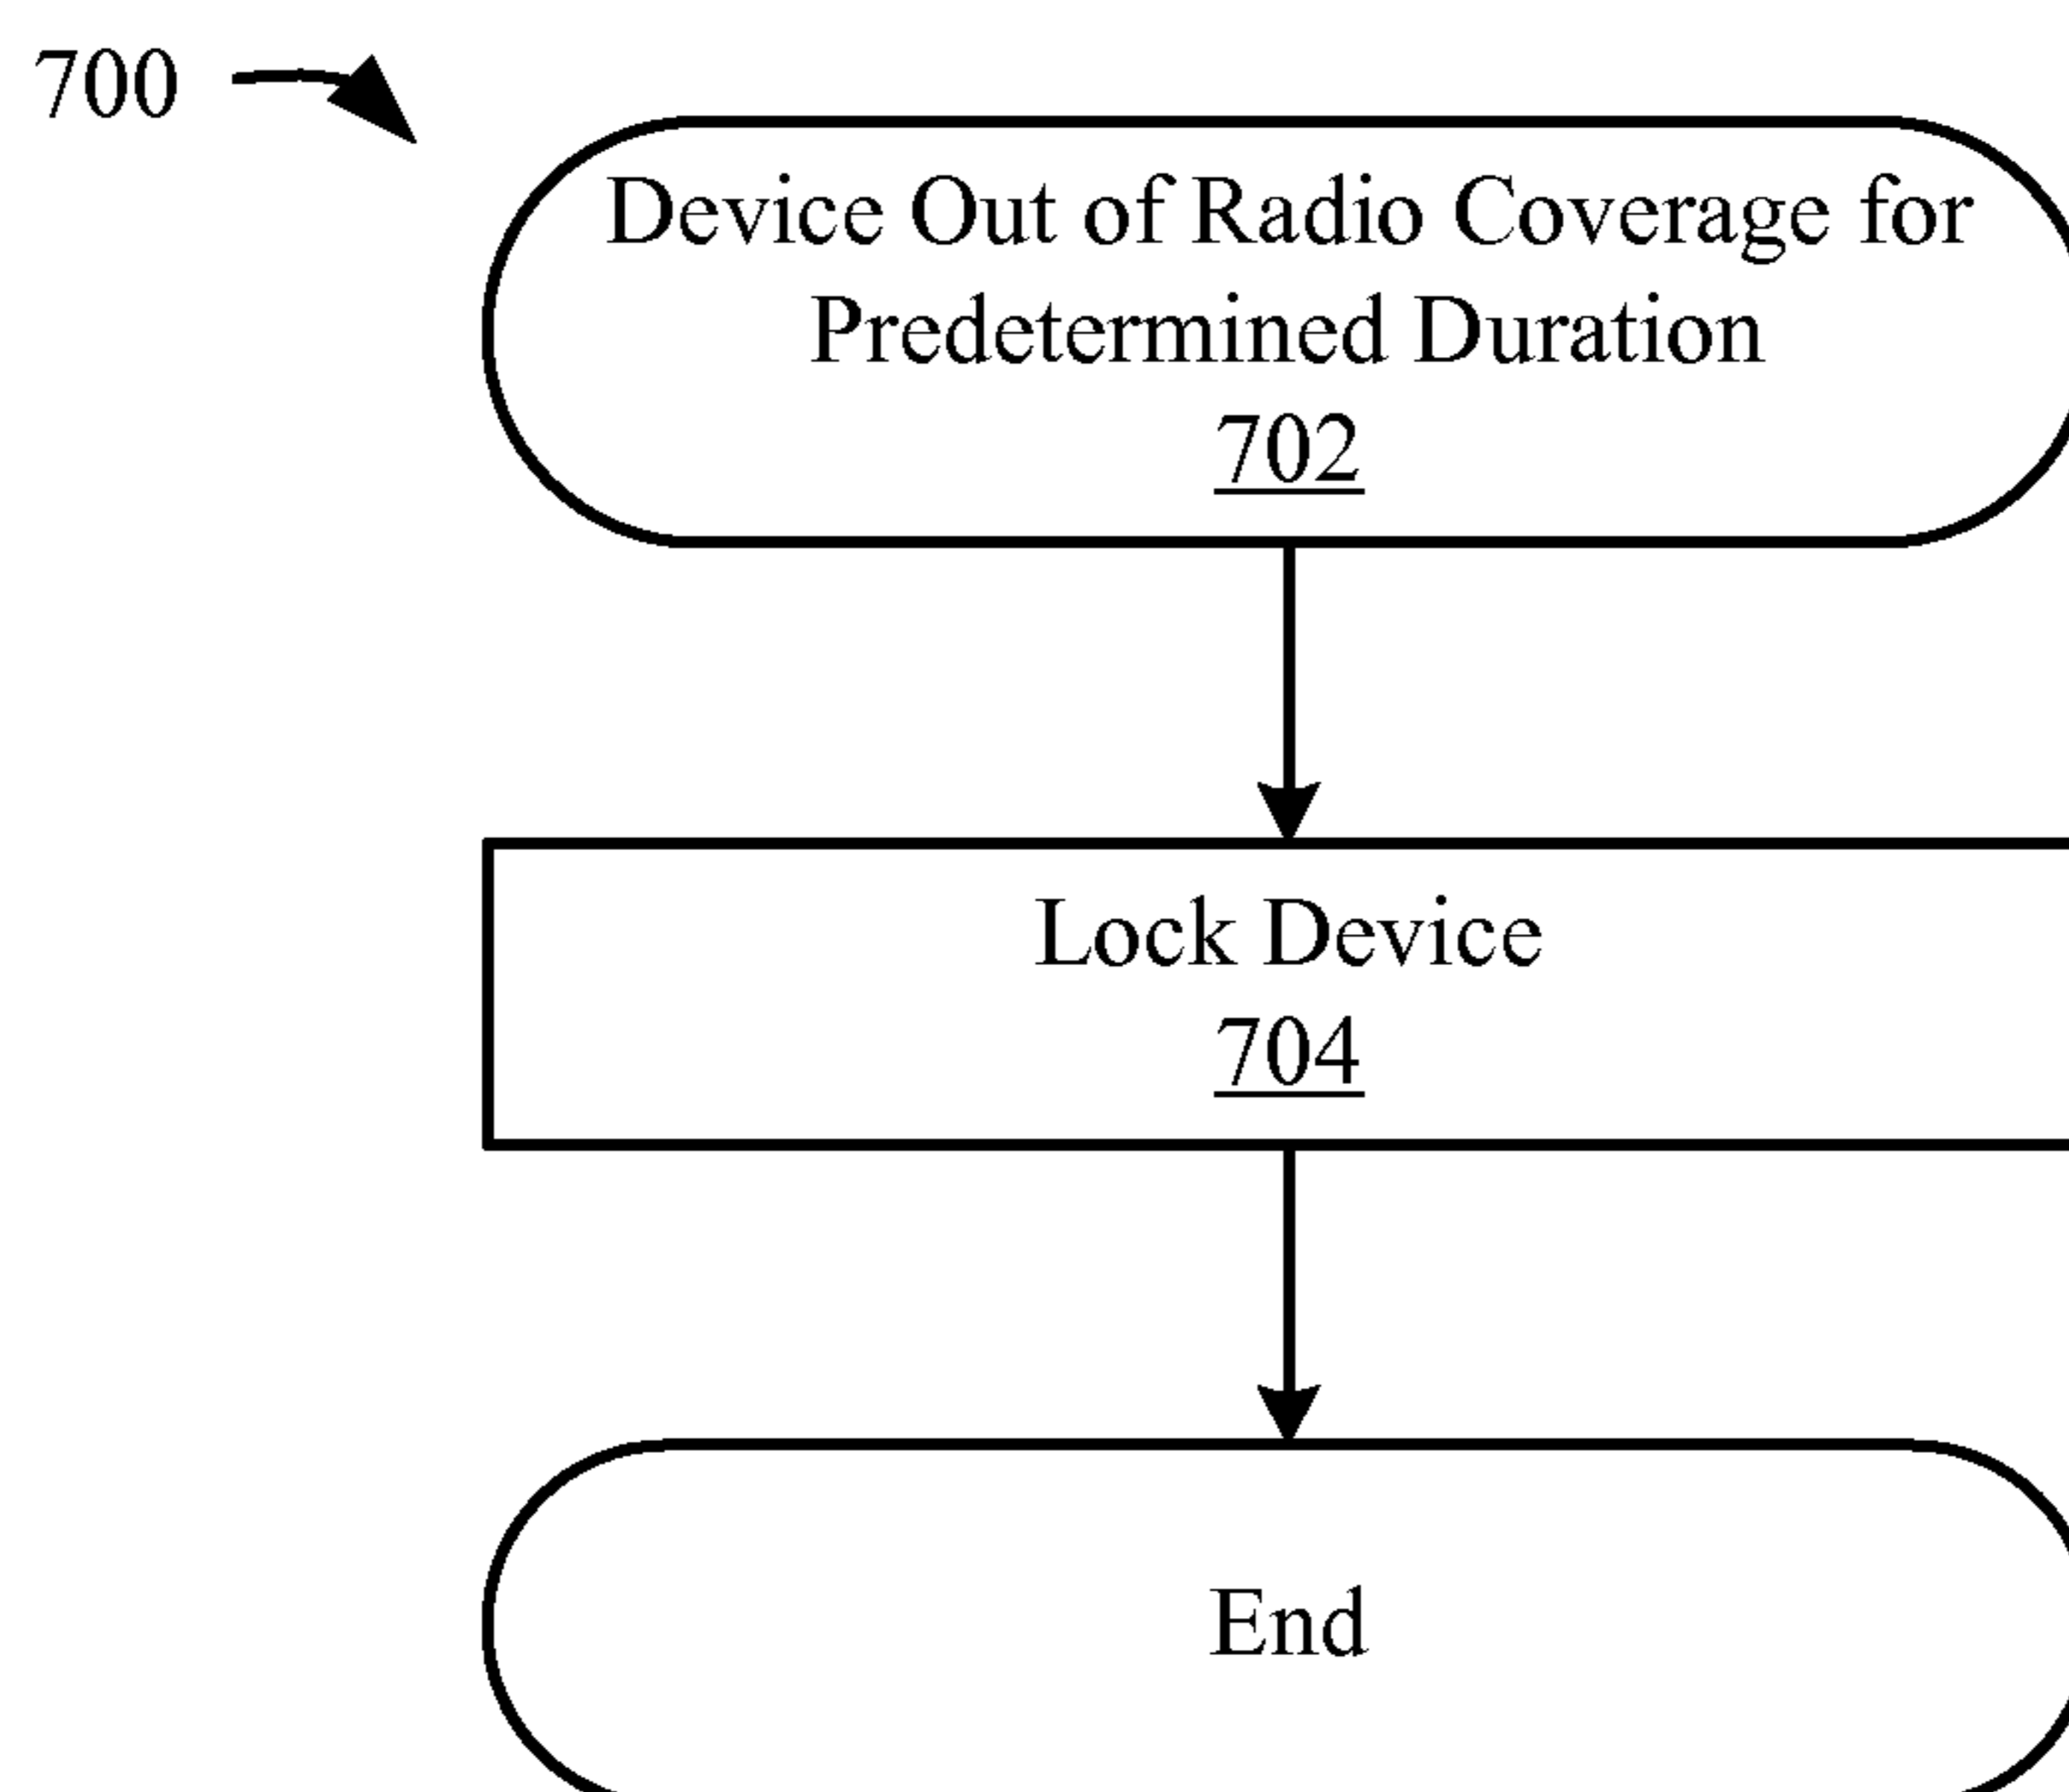 700
Device Out of Radio Coverage for
Predetermined Duration
702
Lock Device
704
End